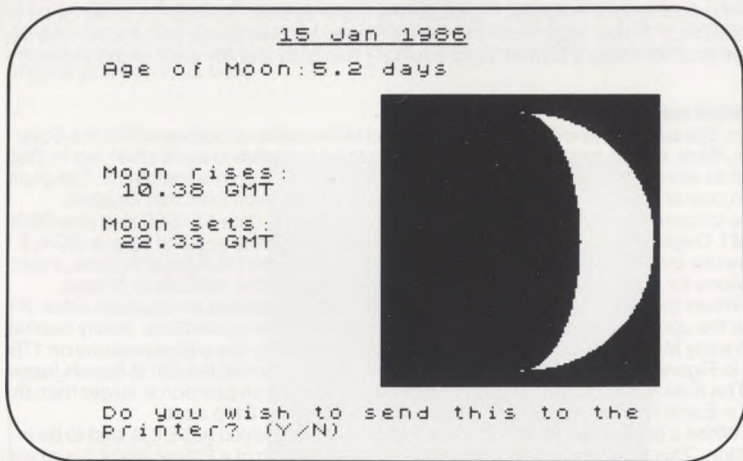 15 Jan 1986
Age of Moon:5.2 days
Moon rises:
10.38 GMT
Moon sets:
22.33 GMT
Do you wish to send this to the
printer? (Y/N)